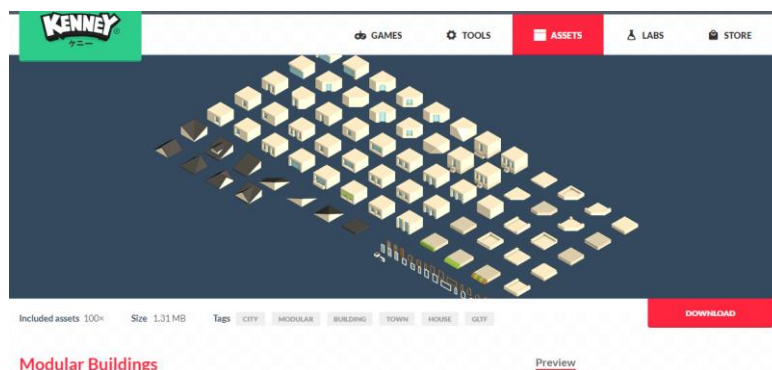 KENNEY
ケニー
GAMES TOOLS ASSETS LABS STORE
Included assets 100× Size 1.31 MB Tags CITY MODULAR BUILDING TOWN HOUSE GLTF DOWNLOAD
Modular Buildings Preview